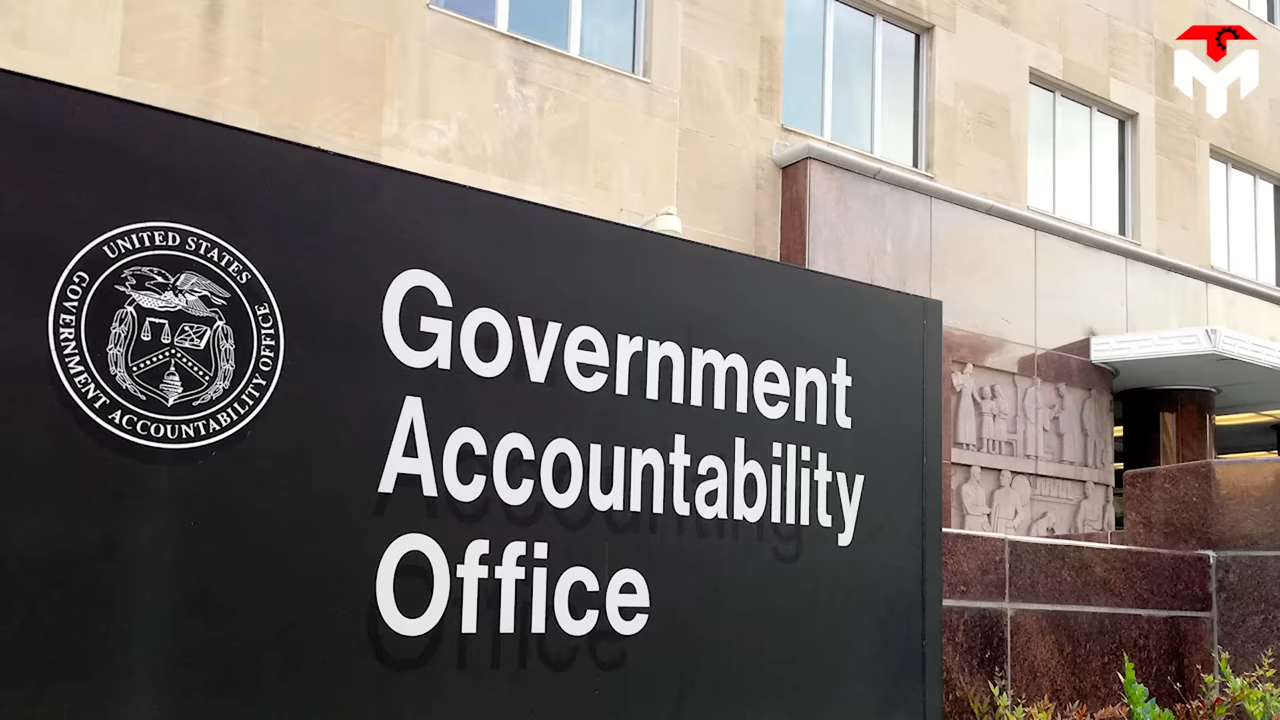 UNITED STATES
GOVERNMENT ACCOUNTABILITY OFFICE
Government
Accountability
Office